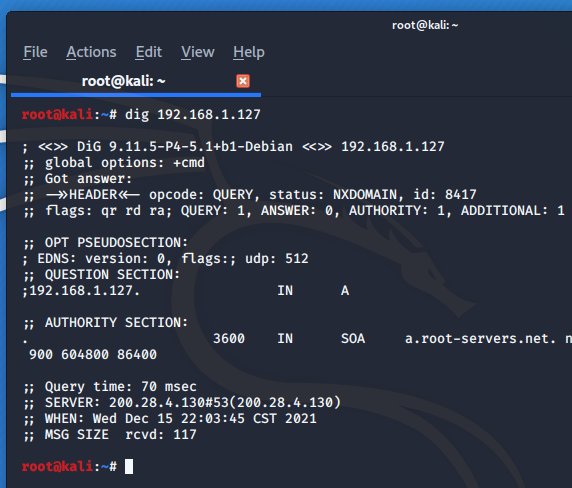 root@kali: ~
File Actions Edit View Help
root@kali: ~
root@kali:~# dig 192.168.1.127
; <<>> DiG 9.11.5-P4-5.1+b1-Debian <<>> 192.168.1.127
;; global options: +cmd
;; Got answer:
;; ->>HEADER<<- opcode: QUERY, status: NXDOMAIN, id: 8417
;; flags: qr rd ra; QUERY: 1, ANSWER: 0, AUTHORITY: 1, ADDITIONAL: 1
;; OPT PSEUDOSECTION:
; EDNS: version: 0, flags:; udp: 512
;; QUESTION SECTION:
;192.168.1.127. IN A
;; AUTHORITY SECTION:
. 3600 IN SOA a.root-servers.net.
900 604800 86400
;; Query time: 70 msec
;; SERVER: 200.28.4.130#53(200.28.4.130)
;; WHEN: Wed Dec 15 22:03:45 CST 2021
;; MSG SIZE rcvd: 117
root@kali:~#